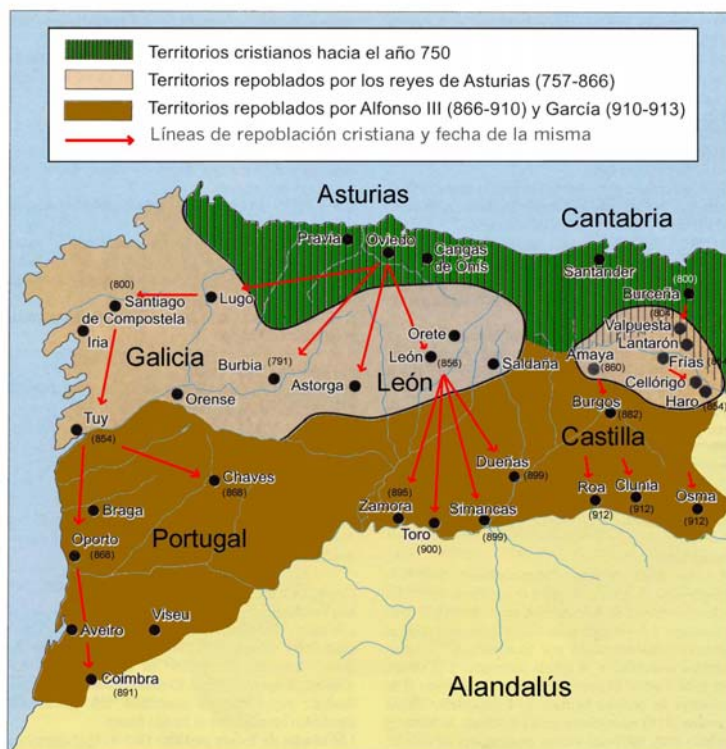 Territorios cristianos hacia el año 750
Territorios repoblados por los reyes de Asturias (757-866)
Territorios repoblados por Alfonso III (866-910) y García (910-913)
Líneas de repoblación cristiana y fecha de la misma
Asturias
Cantabria
Pravia
Oviedo
Cangas
de Onís
Santánder
(800)
Burceña
(800)
Lugo
Santiago
de Compostela
(804)
Valpuesta
Lantarón
Iria
Orete
Galicia
Burbia
(791)
León
(856)
Saldaña
Amaya
(860)
Frías
Astorga
León
Cellórigo
Haro
Orense
Burgos
(882)
Tuy
(854)
Castilla
Chaves
(868)
Dueñas
(899)
Braga
Zamora
(895)
Toro
(900)
Simancas
(899)
Roa
(912)
Clunia
(912)
Osma
(912)
Portugal
Oporto
(868)
Aveiro
Viseu
Coimbra
(891)
Alandalús